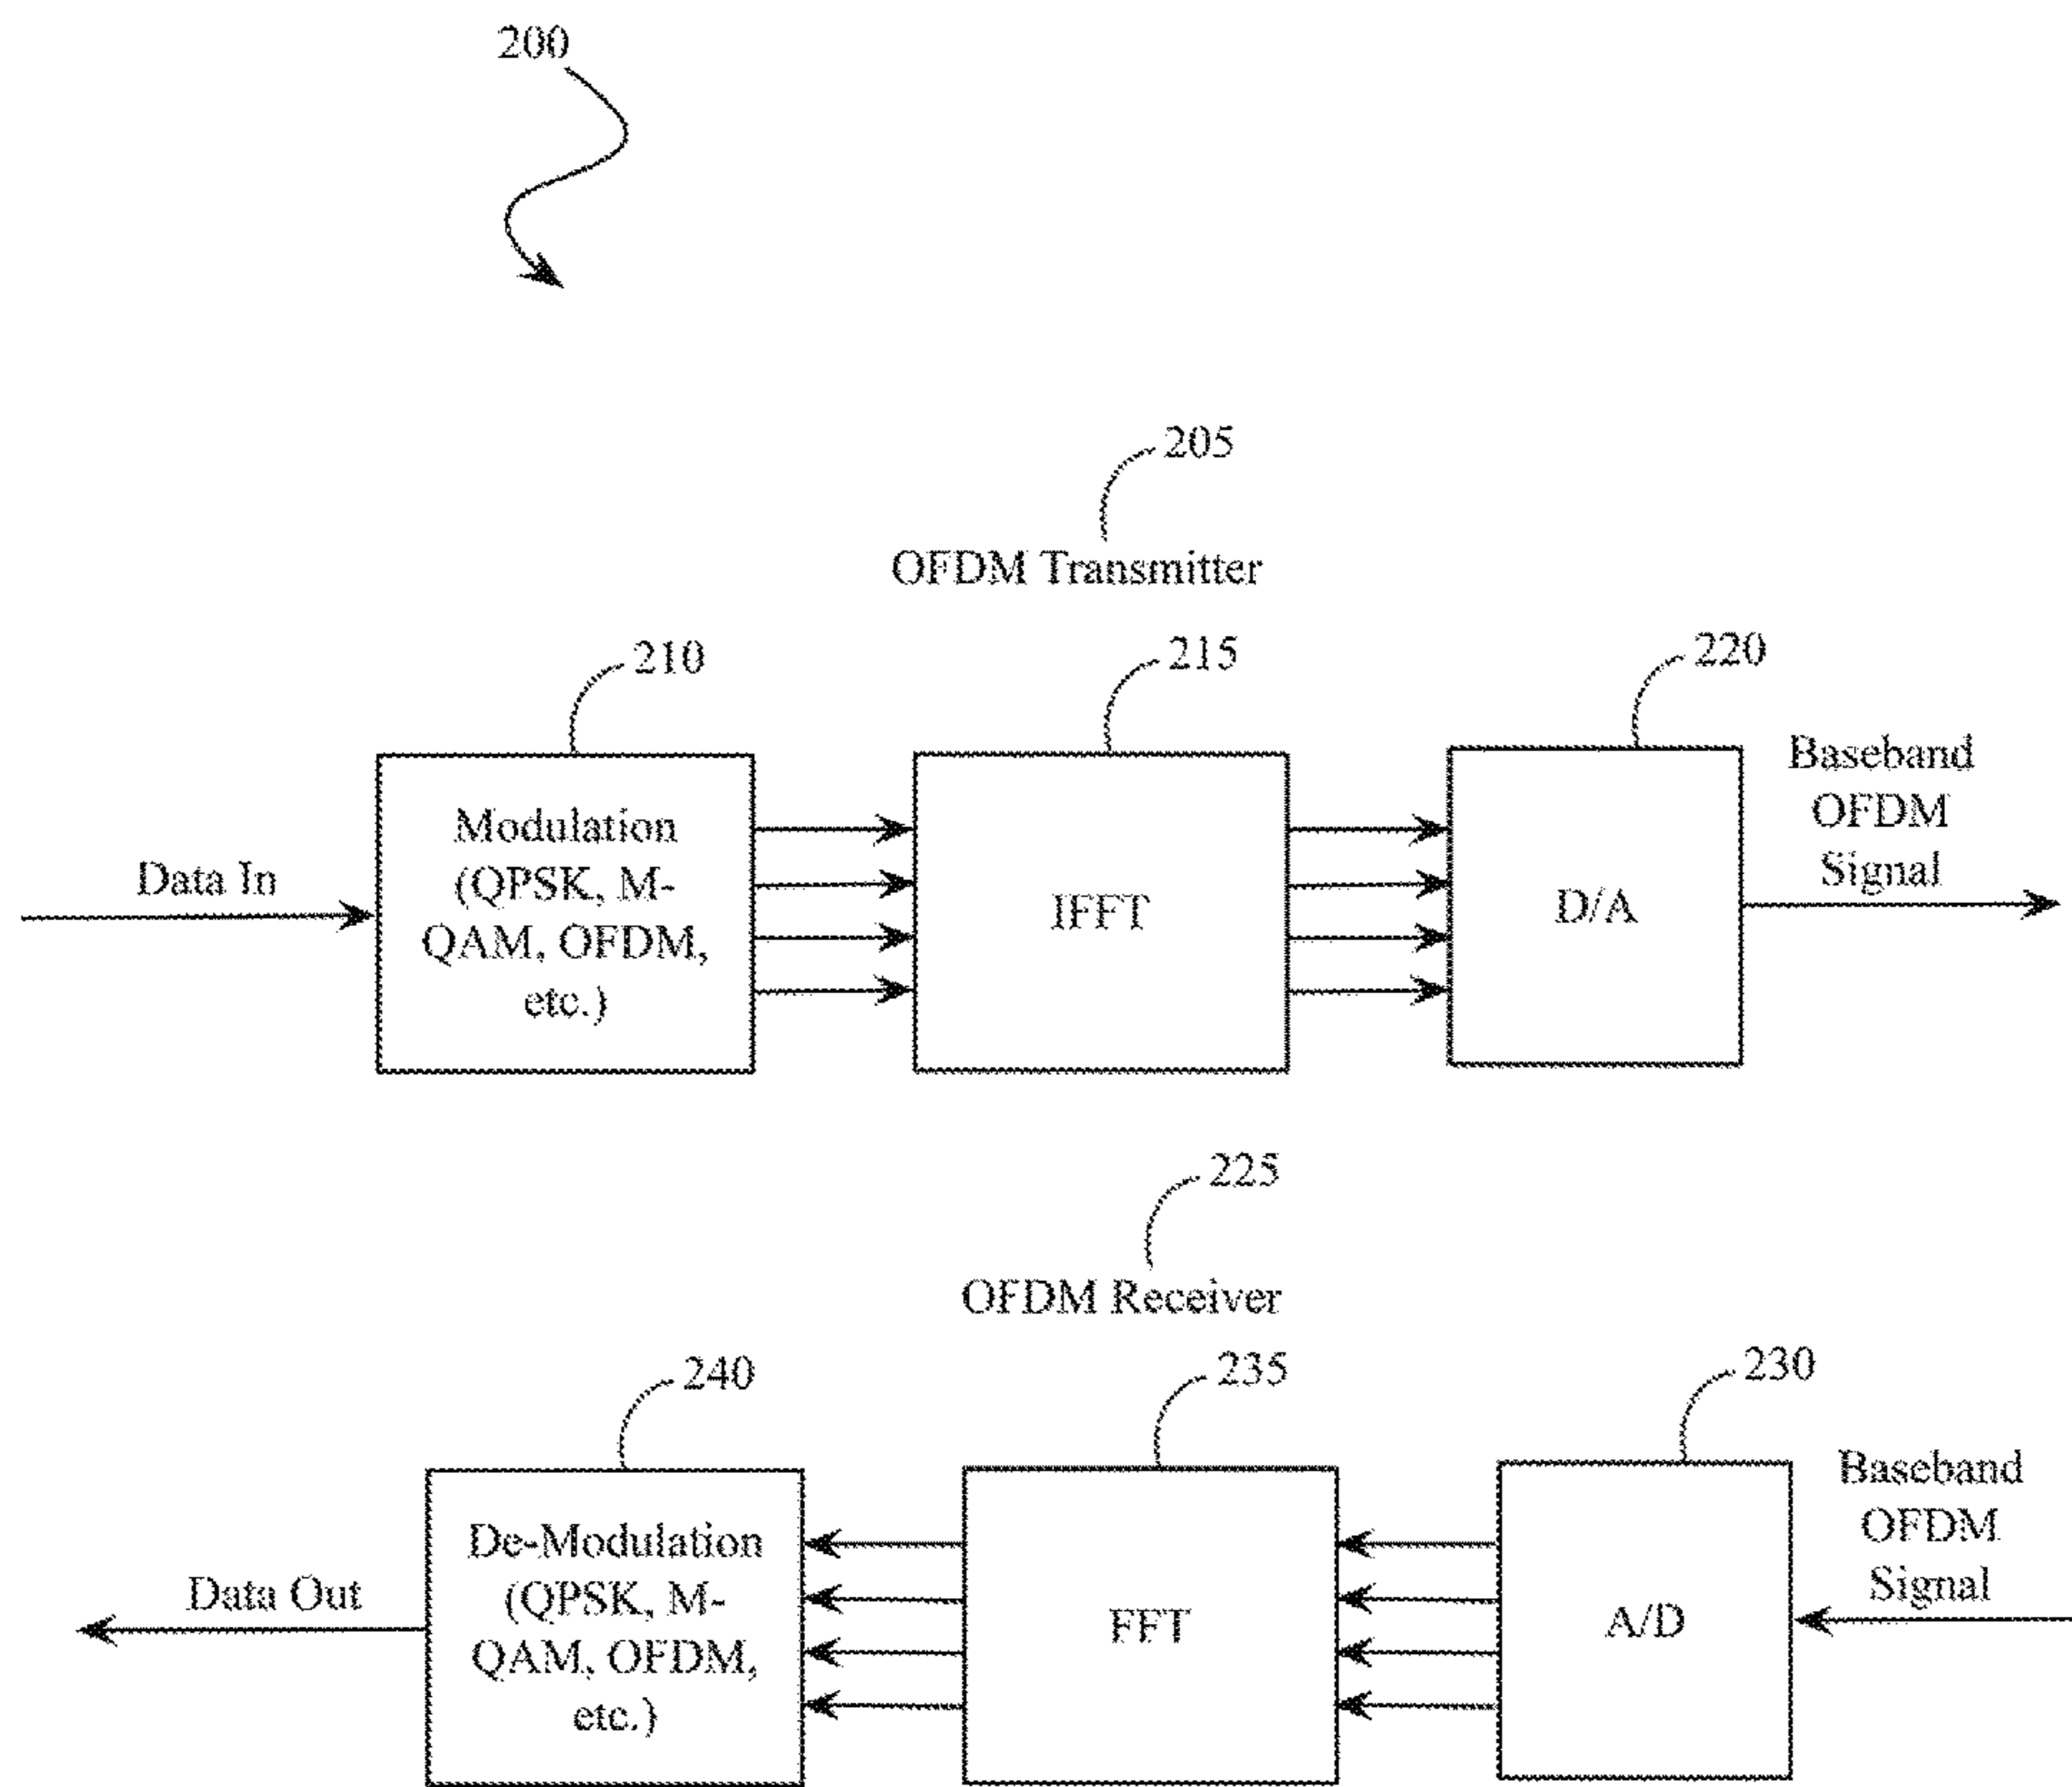 200
205
OFDM Transmitter
210
215
220
Data In
Modulation
(QPSK, M-
QAM, OFDM,
etc.)
IFFT
D/A
Baseband
OFDM
Signal
225
OFDM Receiver
240
235
230
Data Out
De-Modulation
(QPSK, M-
QAM, OFDM,
etc.)
FFT
A/D
Baseband
OFDM
Signal